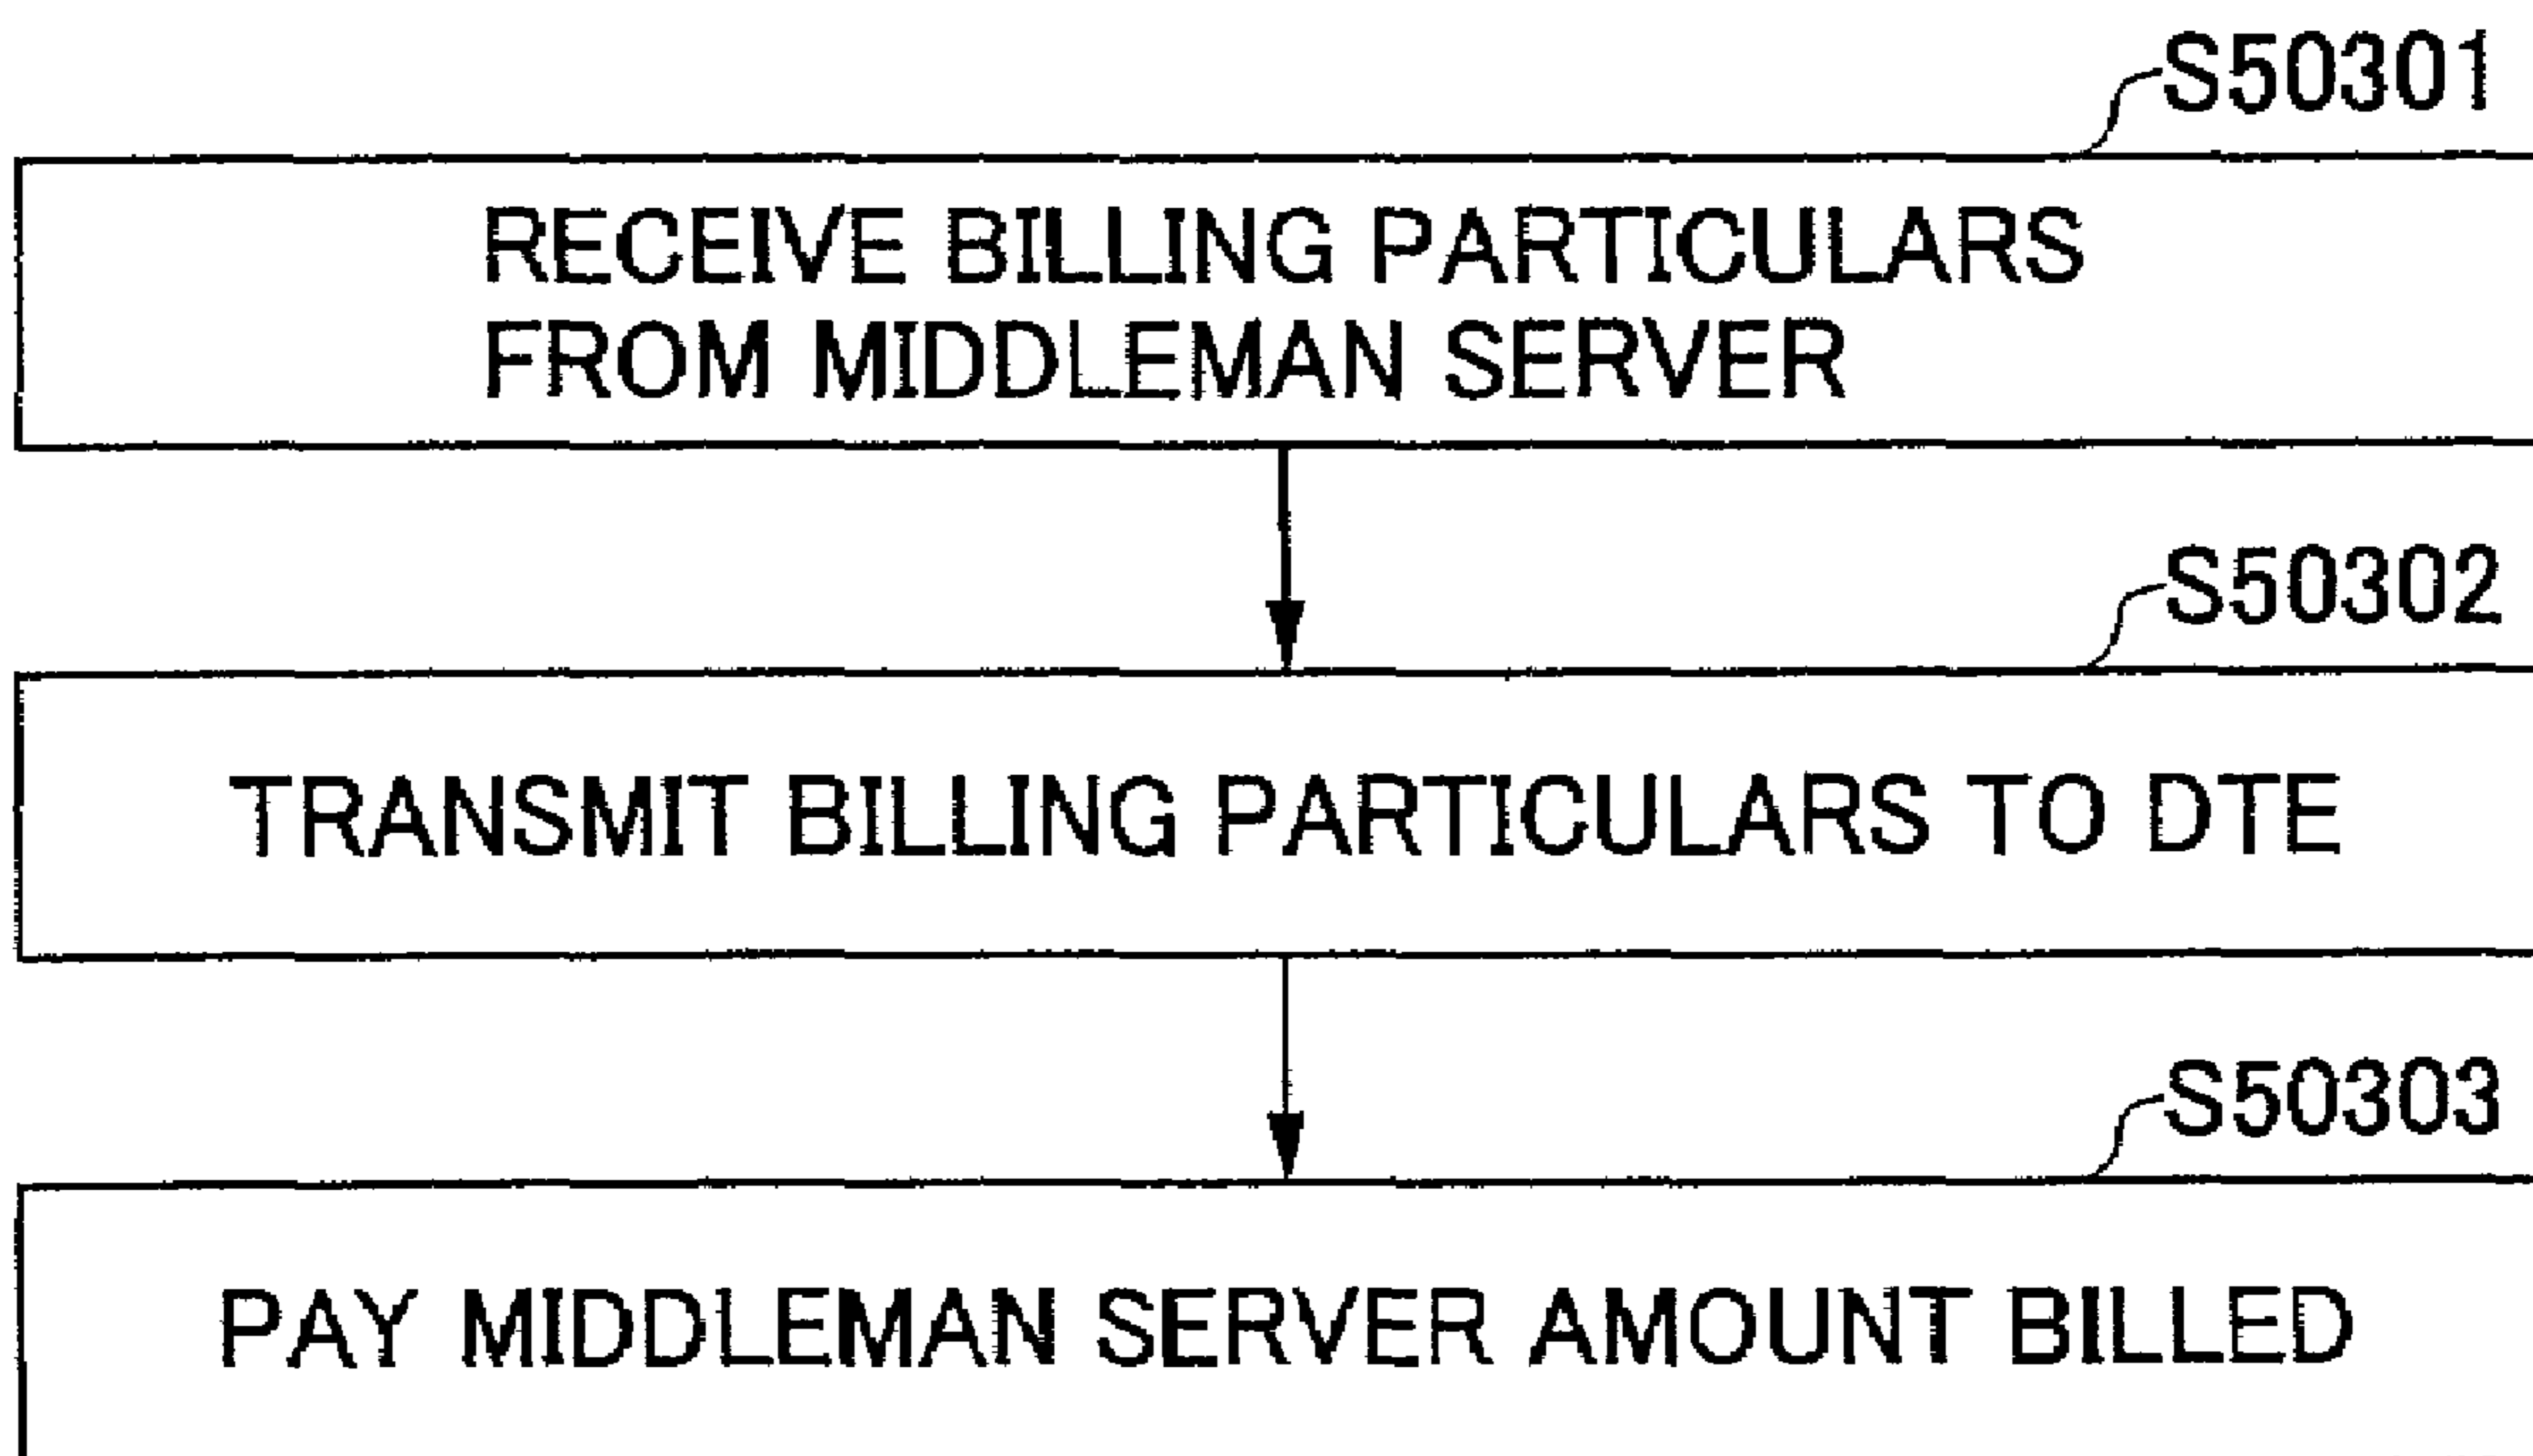 S50301
RECEIVE BILLING PARTICULARS
FROM MIDDLEMAN SERVER
S50302
TRANSMIT BILLING PARTICULARS TO DTE
S50303
PAY MIDDLEMAN SERVER AMOUNT BILLED